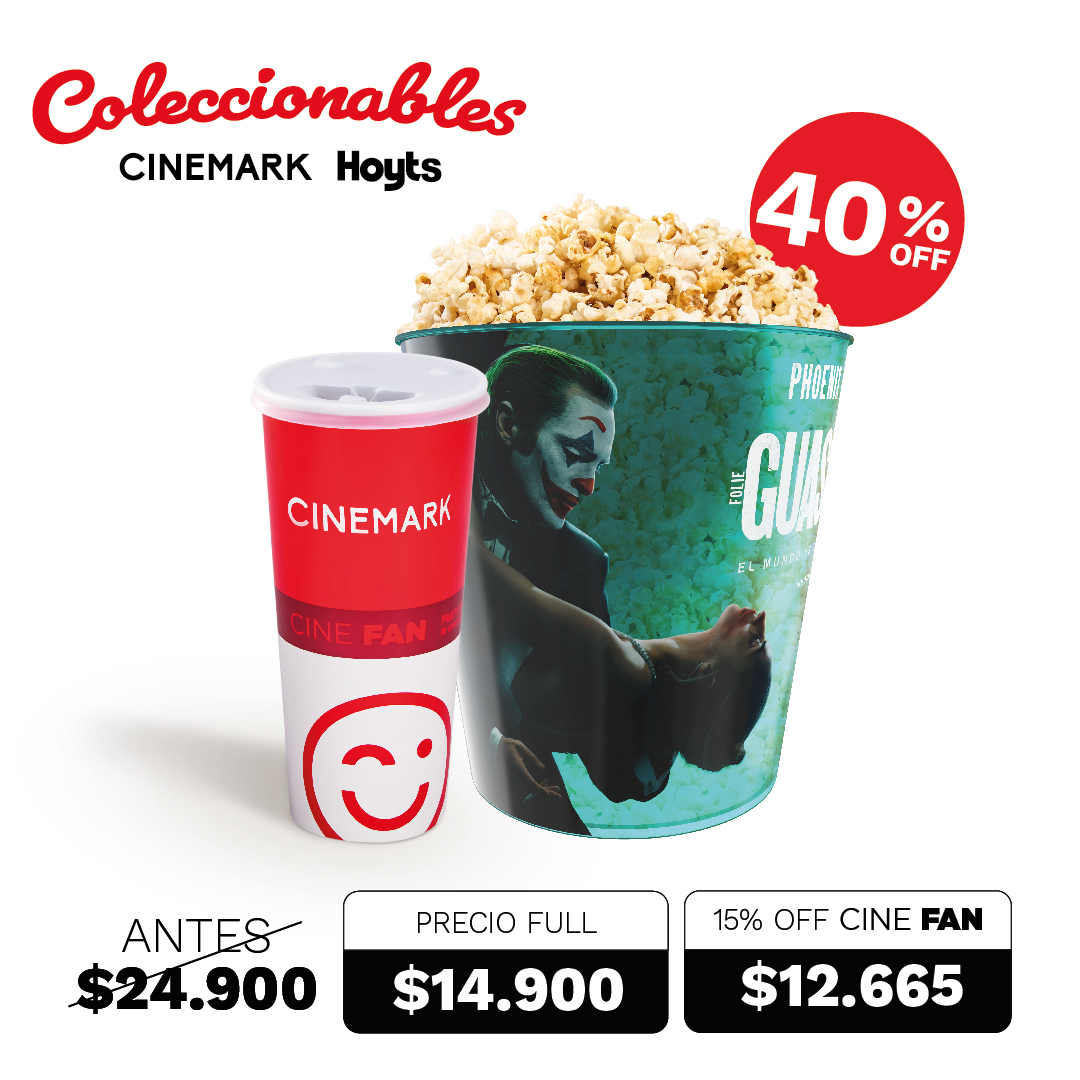 Coleccionables
CINEMARK Hoyts
40%
OFF
PHOENIX
FOLIE
GUAS
EL MUNDO
CINEMARK
CINE FAN
ANTES
$24.900
PRECIO FULL
$14.900
15% OFF CINE FAN
$12.665